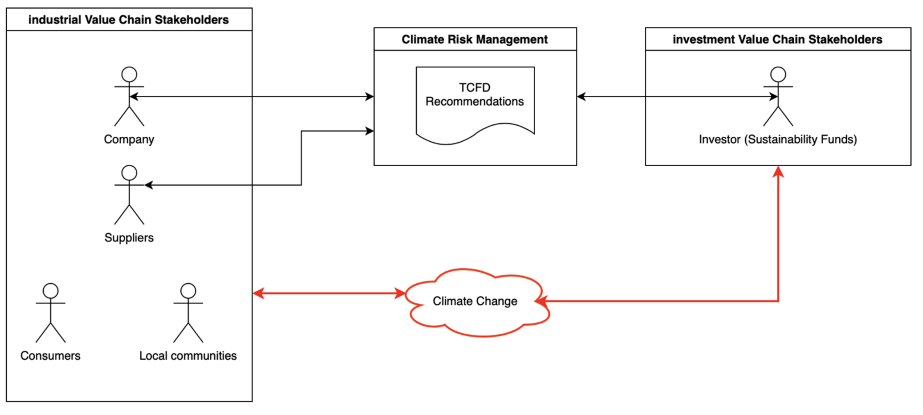 industrial Value Chain Stakeholders
Climate Risk Management
investment Value Chain Stakeholders
TCFD
Recommendations
Company
Investor (Sustainability Funds)
Suppliers
Climate Change
Consumers
Local communities